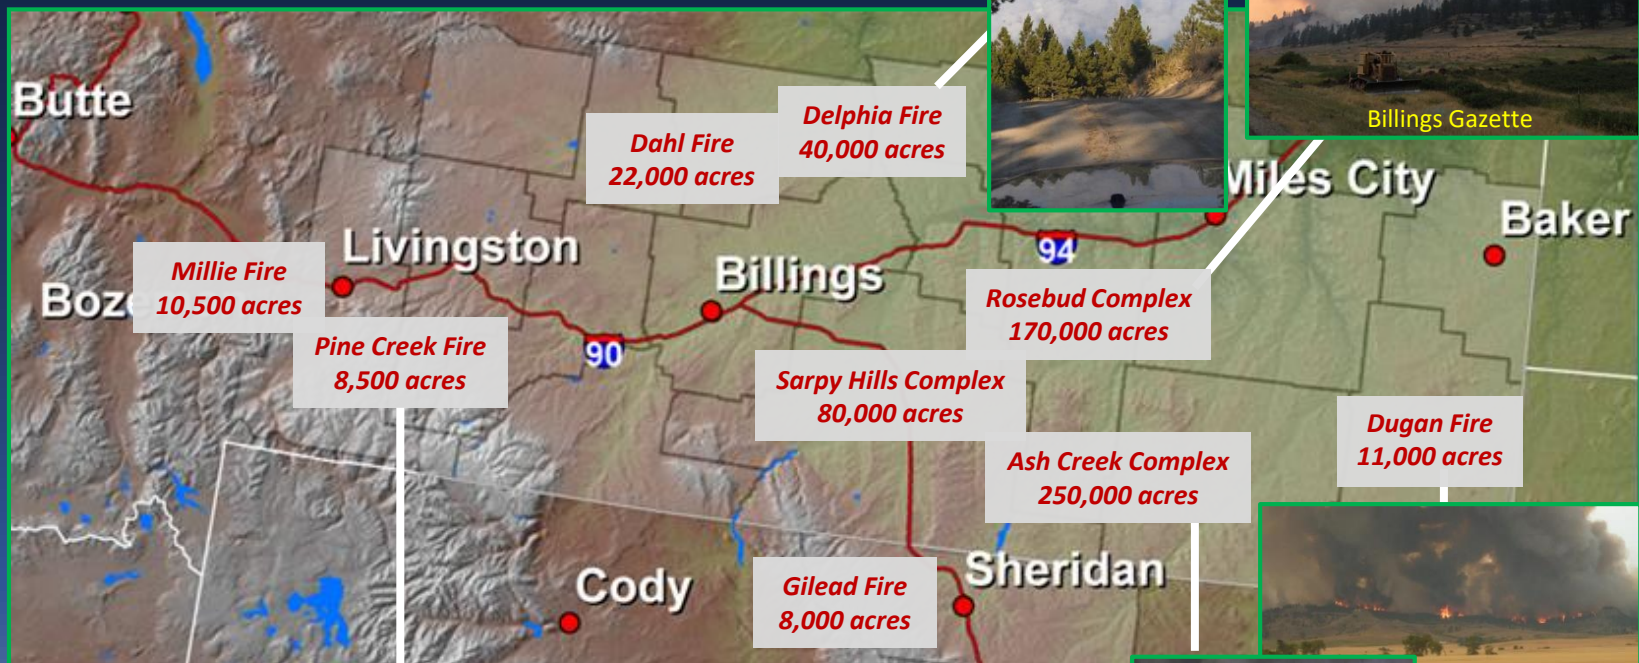 Butte
Delphia Fire
40,000 acres
Dahl Fire
22,000 acres
Billings Gazette
Miles City
Baker
Livingston
94
Millie Fire
10,500 acres
Boze
Billings
Rosebud Complex
170,000 acres
Pine Creek Fire
8,500 acres
90
Sarpy Hills Complex
80,000 acres
Dugan Fire
11,000 acres
Ash Creek Complex
250,000 acres
Cody
Gilead Fire
8,000 acres
Sheridan